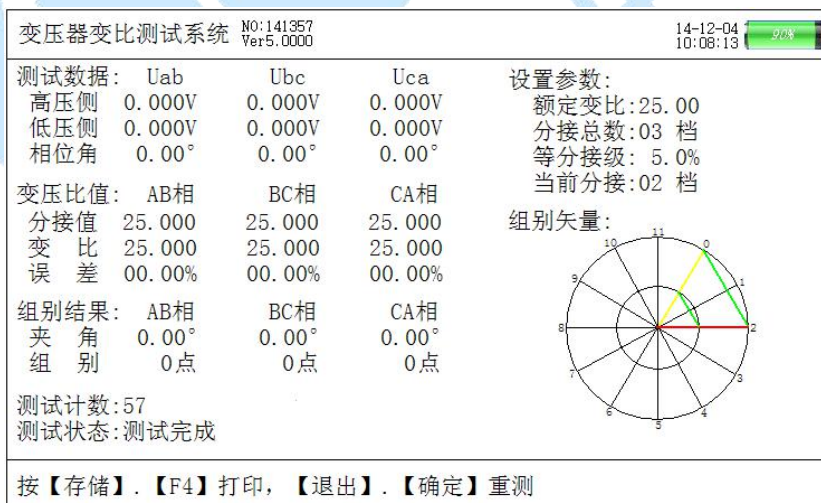 变压器变比测试系统 NO:141357 Ver5.0000
14-12-04 10:08:13 90%
测试数据: Uab Ubc Uca
高压侧 0.000V 0.000V 0.000V
低压侧 0.000V 0.000V 0.000V
相位角 0.00° 0.00° 0.00°
变压比值: AB相 BC相 CA相
分接值 25.000 25.000 25.000
变 比 25.000 25.000 25.000
误 差 00.00% 00.00% 00.00%
组别结果: AB相 BC相 CA相
夹 角 0.00° 0.00° 0.00°
组 别 0点 0点 0点
测试计数:57
测试状态:测试完成
设置参数:
额定变比:25.00
分接总数:03 档
等分接级: 5.0%
当前分接:02 档
组别矢量:
11
10 0
9 1
8 2
7 3
6 4
5
按【存储】.【F4】打印，【退出】.【确定】重测